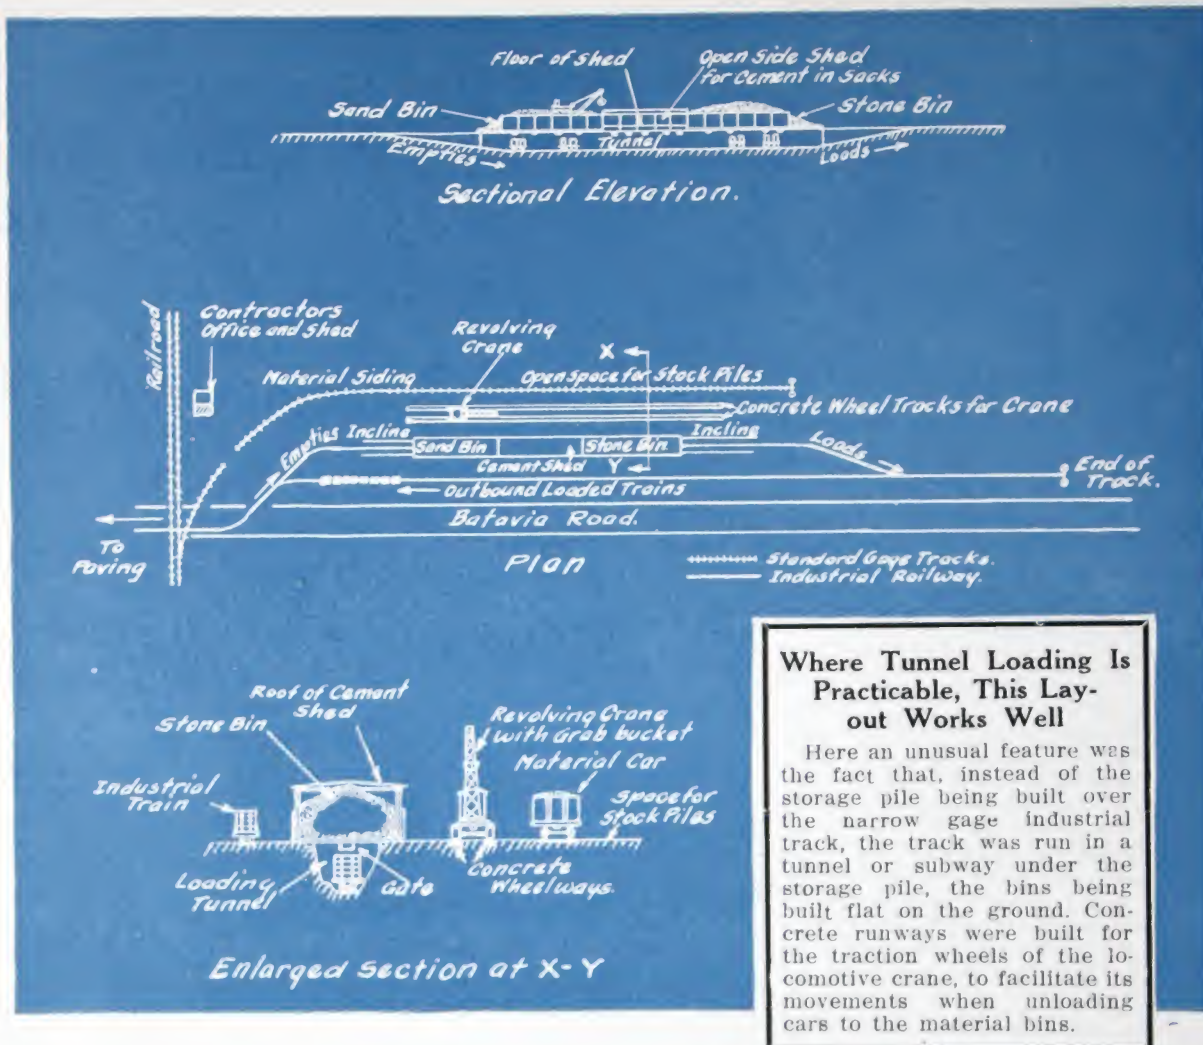 Floor of shed
Open Side Shed
for Cement in Sacks
Sand Bin
Stone Bin
Empties
Tunnel
Loads
Sectional Elevation.
Railroad
Contractors
Office and Shed
Revolving
Crane
X
Material Siding
Open Space for Stock Piles
Concrete Wheel Tracks for Crane
Empties
Incline
Sand Bin
Stone Bin
Incline
Loads
Cement Shed
Y
End of
Track.
Outbound Loaded Trains
Batavia Road.
To
Paving
Plan
Standard Gage Tracks.
Industrial Railway.
Roof of Cement
Shed
Stone Bin
Revolving Crane
with Grab bucket
Material Car
Industrial
Train
Space for
Stock Piles
Loading
Tunnel
Gate
Concrete
Wheelways.
Enlarged section at X-Y
Where Tunnel Loading Is
Practicable, This Lay-
out Works Well
Here an unusual feature was
the fact that, instead of the
storage pile being built over
the narrow gage industrial
track, the track was run in a
tunnel or subway under the
storage pile, the bins being
built flat on the ground. Con-
crete runways were built for
the traction wheels of the lo-
comotive crane, to facilitate its
movements when unloading
cars to the material bins.